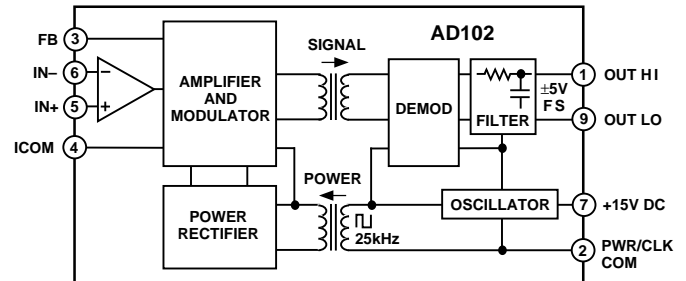 AD102
FB 3
IN– 6
IN+ 5
ICOM 4
–
+
AMPLIFIER
AND
MODULATOR
SIGNAL
DEMOD
±5V
F S
FILTER
1 OUT HI
9 OUT LO
POWER
RECTIFIER
POWER
25kHz
OSCILLATOR
7 +15V DC
2 PWR/CLK
COM